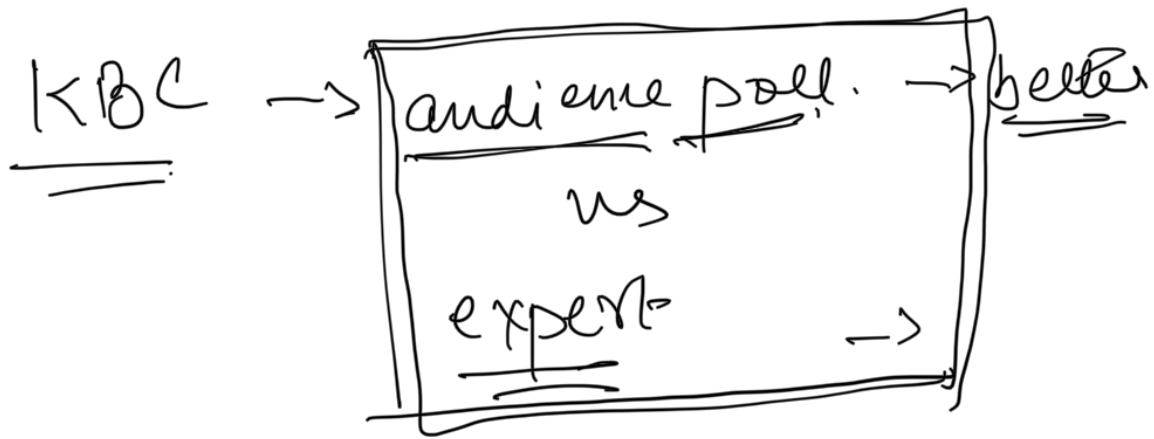 KBC → audience poll. → better
vs
expert →